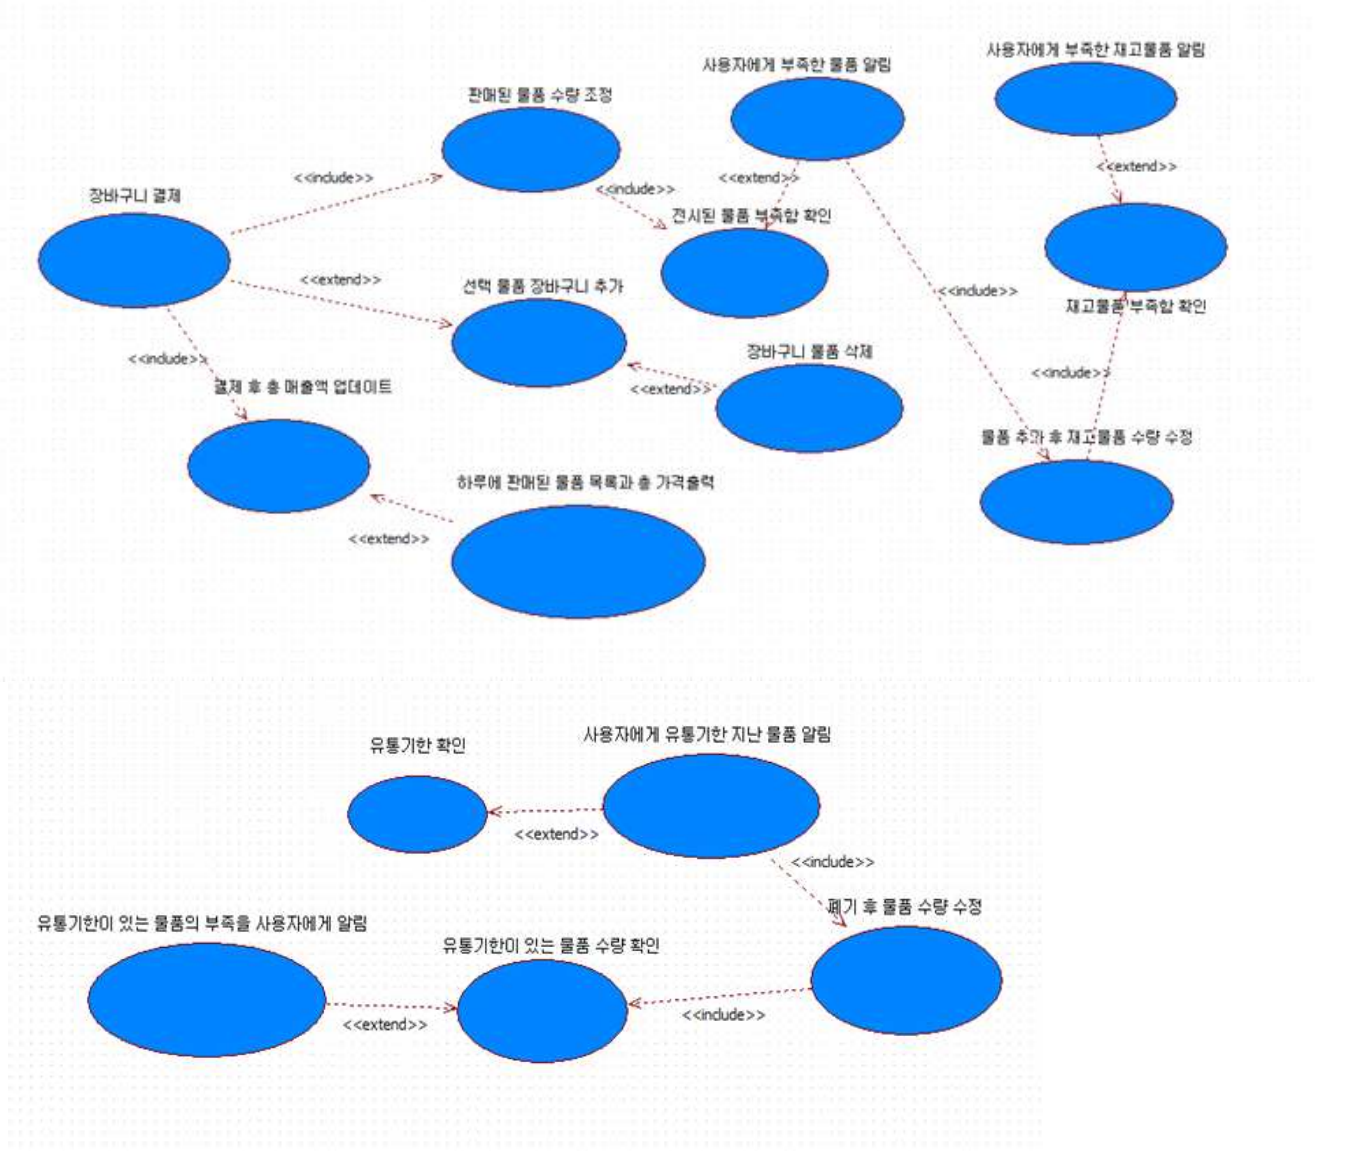 사용자에게 부족한 재고물품 알림
사용자에게 부족한 물품 알림
판매된 물품 수량 조정
<<include>>
<<include>>
<<extend>>
<<extend>>
장바구니 결제
전시된 물품 부족함 확인
<<extend>>
선택 물품 장바구니 추가
<<include>>
재고물품 부족함 확인
<<include>>
장바구니 물품 삭제
<<extend>>
<<include>>
결제 후 총 매출액 업데이트
물품 추가 후 재고물품 수량 수정
하루에 판매된 물품 목록과 총 가격출력
<<extend>>
유통기한 확인
사용자에게 유통기한 지난 물품 알림
<<extend>>
<<include>>
폐기 후 물품 수량 수정
유통기한이 있는 물품의 부족을 사용자에게 알림
유통기한이 있는 물품 수량 확인
<<extend>>
<<include>>